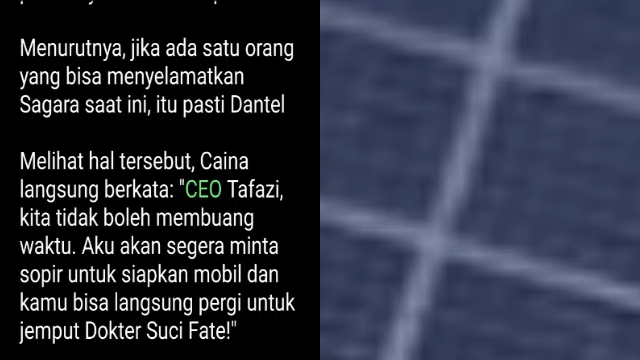 Menurutnya, jika ada satu orang
yang bisa menyelamatkan
Sagara saat ini, itu pasti Dantel
Melihat hal tersebut, Caina
langsung berkata: "CEO Tafazi,
kita tidak boleh membuang
waktu. Aku akan segera minta
sopir untuk siapkan mobil dan
kamu bisa langsung pergi untuk
jemput Dokter Suci Fate!"